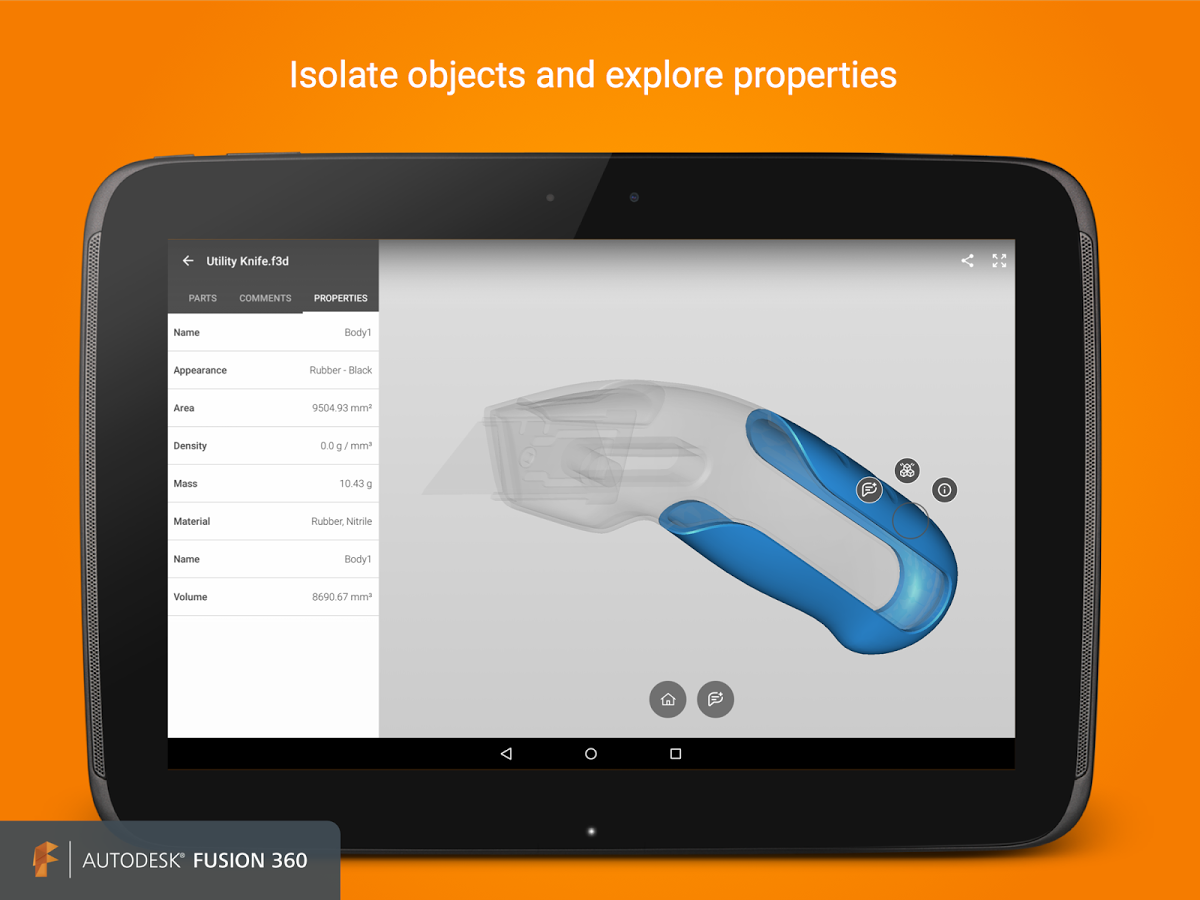 Isolate objects and explore properties
Utility Knife.f3d
PARTS COMMENTS PROPERTIES
Name Body1
Appearance Rubber - Black
Area 9504.93 mm²
Density 0.0 g / mm³
Mass 10.43 g
Material Rubber, Nitrile
Name Body1
Volume 8690.67 mm³
AUTODESK® FUSION 360